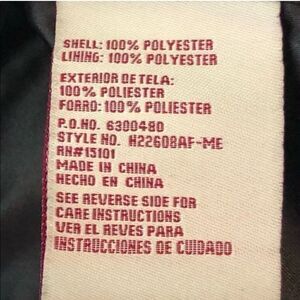 SHELL: 100% POLYESTER
LINING: 100% POLYESTER
EXTERIOR DE TELA:
100% POLIESTER
FORRO: 100% POLIESTER
P.O.NO. 6300480
STYLE NO. H22608AF-ME
RN#15101
MADE IN CHINA
HECHO EN CHINA
SEE REVERSE SIDE FOR
CARE INSTRUCTIONS
VER EL REVES PARA
INSTRUCCIONES DE CUIDADO